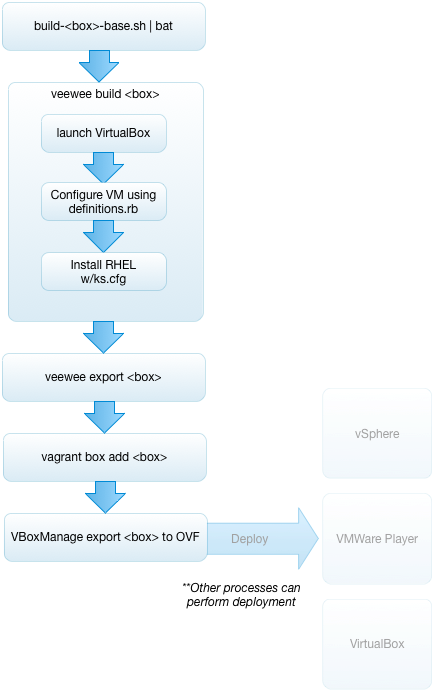 build-<box>-base.sh | bat
veewee build <box>
launch VirtualBox
Configure VM using
definitions.rb
Install RHEL
w/ks.cfg
veewee export <box>
vagrant box add <box>
VBoxManage export <box> to OVF
Deploy
**Other processes can
perform deployment
vSphere
VMWare Player
VirtualBox